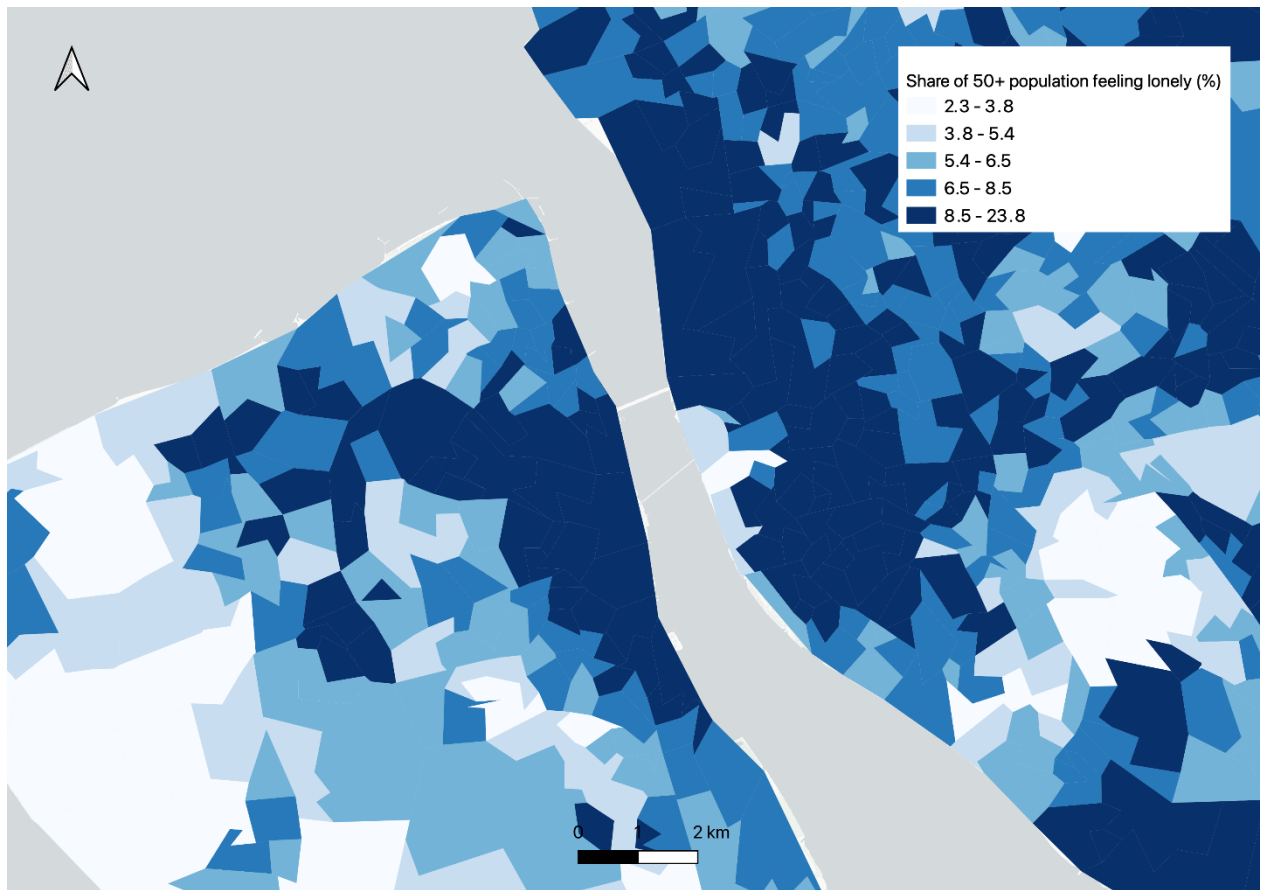 Share of 50+ population feeling lonely (%)
2.3 - 3.8
3.8 - 5.4
5.4 - 6.5
6.5 - 8.5
8.5 - 23.8
0 1 2 km